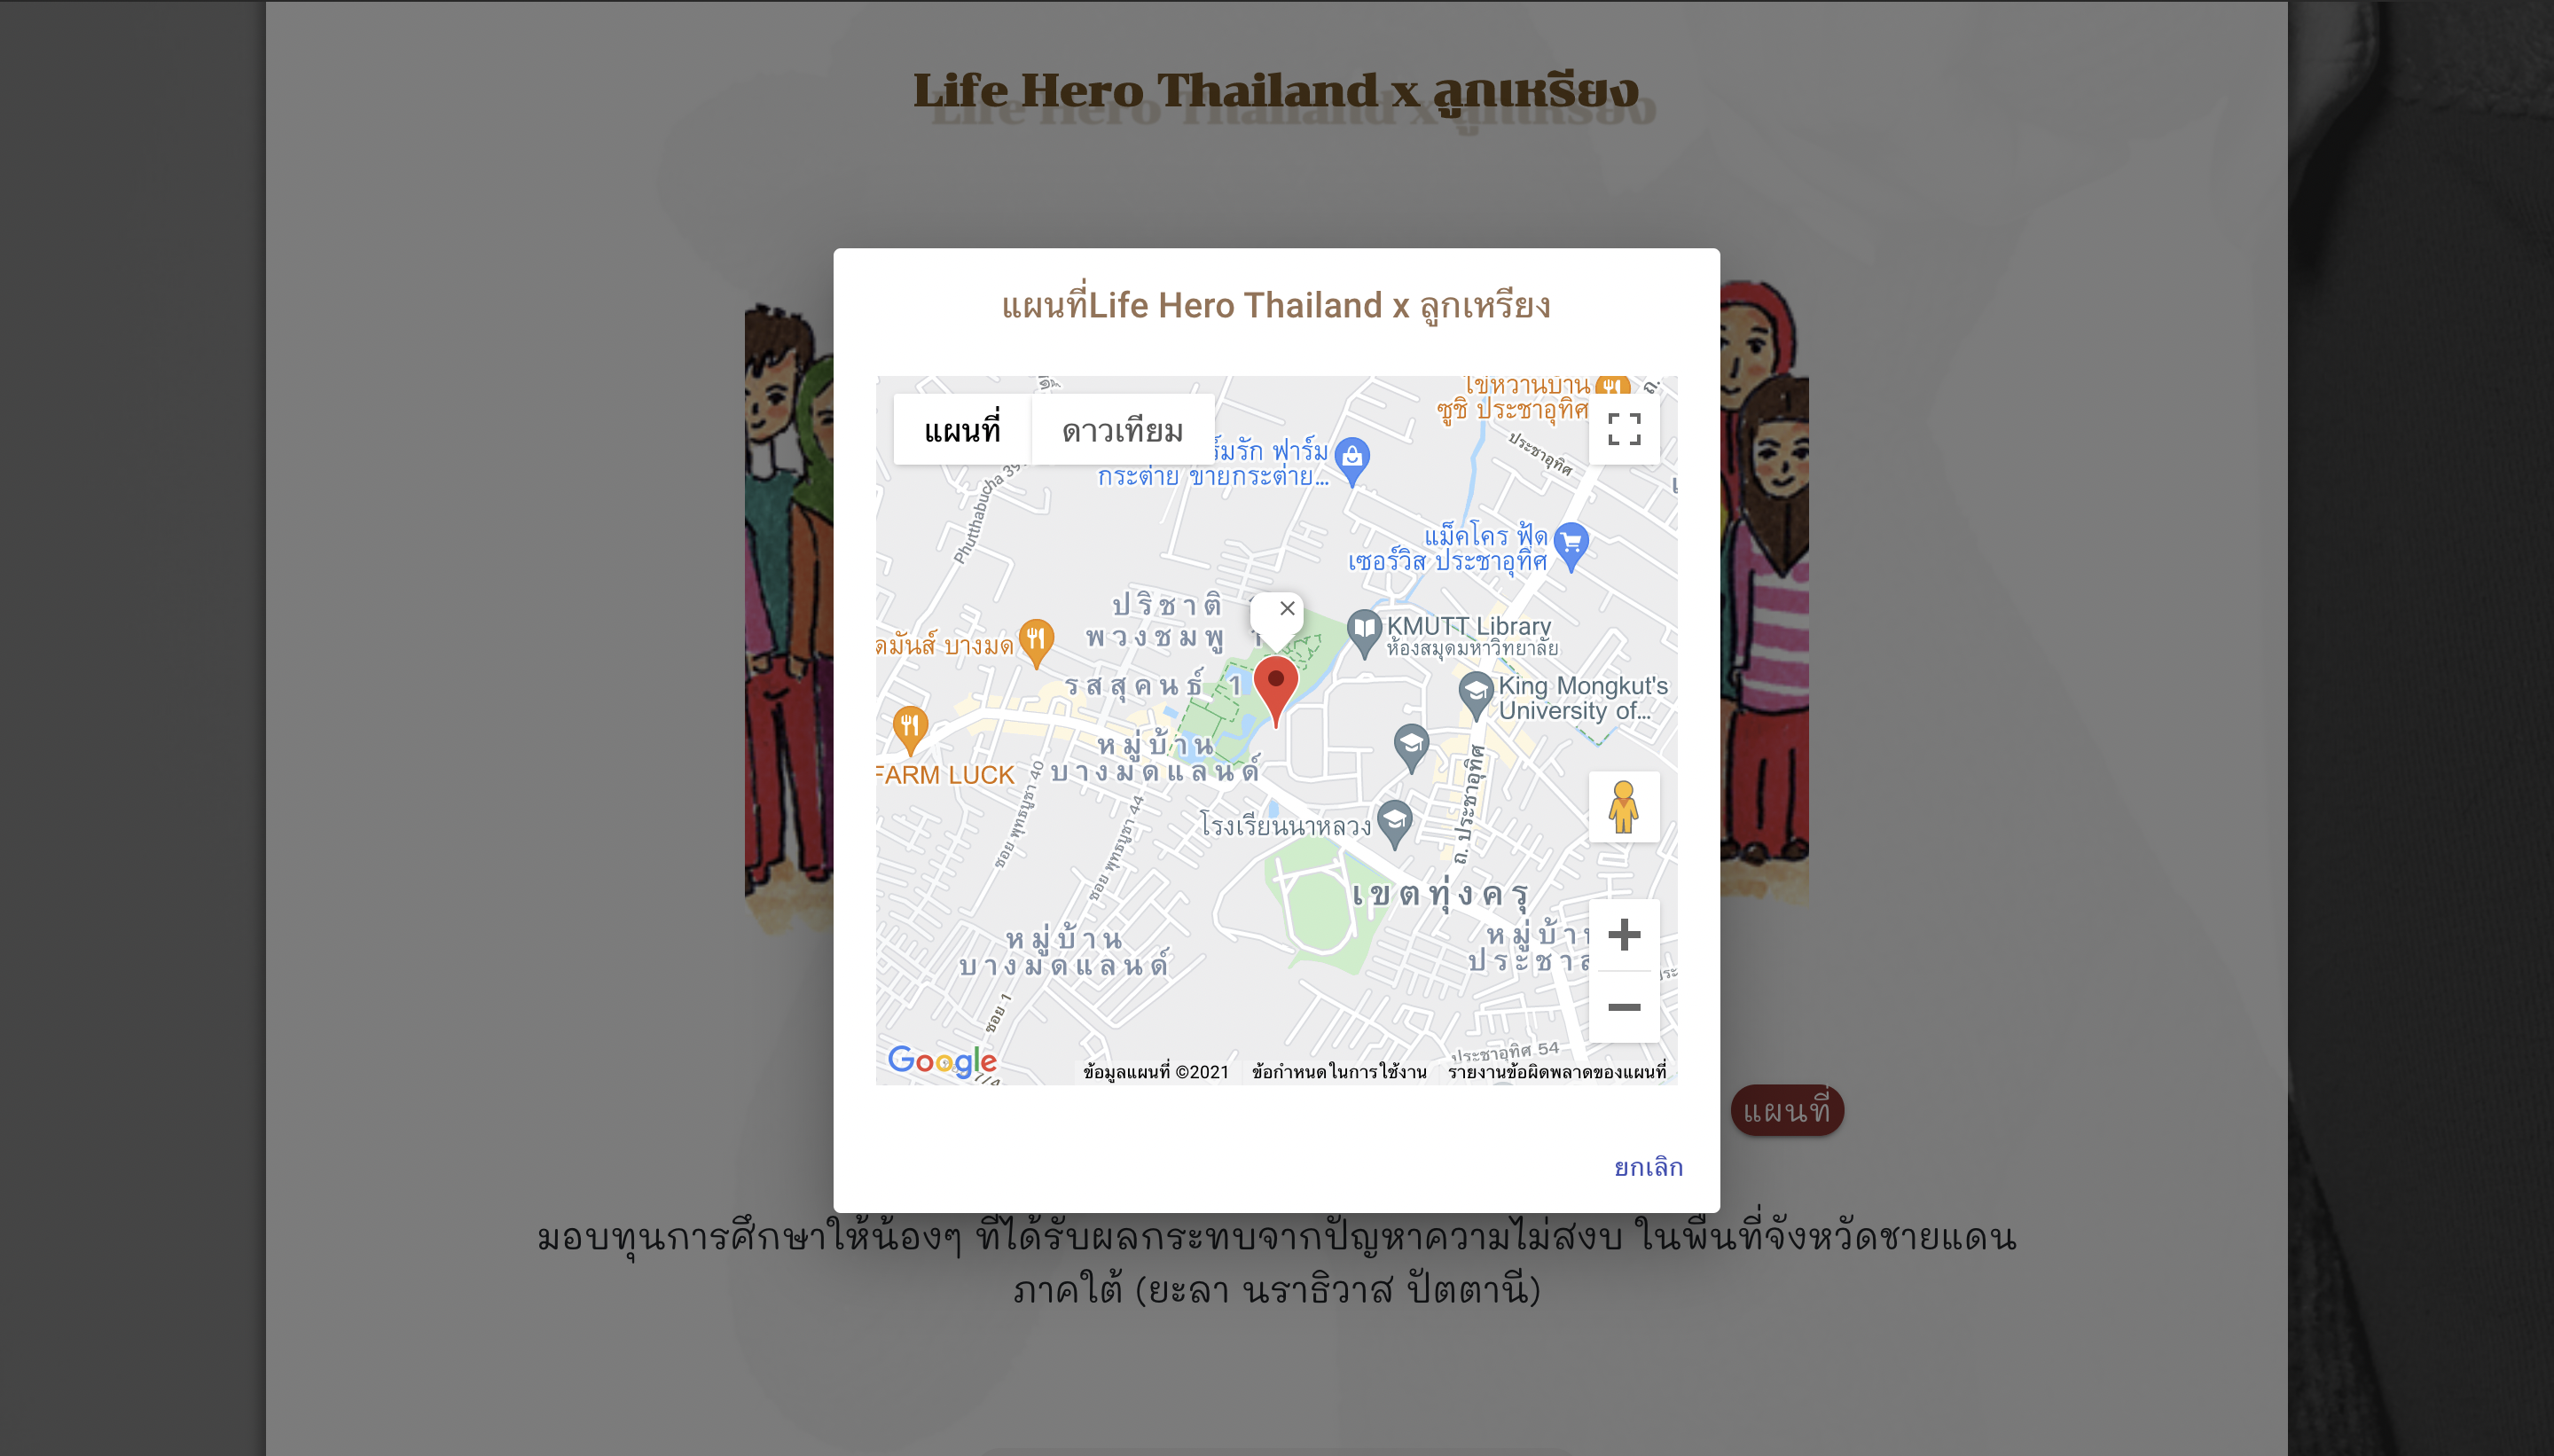 Life Hero Thailand x ลูกเหรียง
แผนที่Life Hero Thailand x ลูกเหรียง
แผนที่
ดาวเทียม
ไข่หวานบ้าน
ซูชิ ประชาอุทิศ
ถ.
ประชาอุทิศ
ร์มรัก ฟาร์ม
กระต่าย ขายกระต่าย...
Phutthabucha 39
แม็คโคร ฟู้ด
เซอร์วิส ประชาอุทิศ
ปริชาติ
พวงชมพู
KMUTT Library
ห้องสมุดมหาวิทยาลัย
ดมันส์ บางมด
รสสุคนธ์ 1
King Mongkut's
University of...
หมู่บ้าน
บางมดแลนด์
FARM LUCK
ซอย พุทธบูชา 40
ซอย พุทธบูชา 44
ถ. ประชาอุทิศ
โรงเรียนนาหลวง
เขตทุ่งครุ
หมู่บ้าน
บางมดแลนด์
หมู่บ้าน
ประชาส
ซอย 1
ประชาอุทิศ 54
Google
ข้อมูลแผนที่ ©2021
ข้อกำหนดในการใช้งาน
รายงานข้อผิดพลาดของแผนที่
แผนที่
ยกเลิก
มอบทุนการศึกษาให้น้องๆ ที่ได้รับผลกระทบจากปัญหาความไม่สงบ ในพื้นที่จังหวัดชายแดน
ภาคใต้ (ยะลา นราธิวาส ปัตตานี)